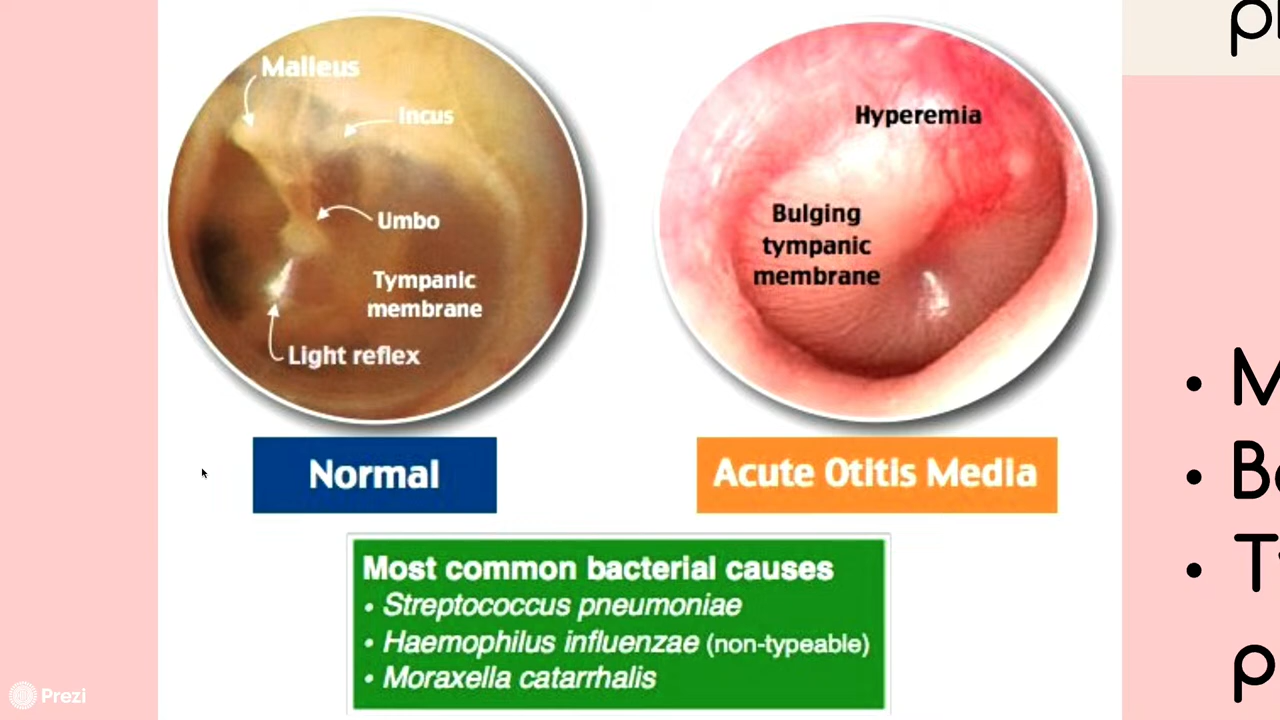 Malleus
Incus
Umbo
Tympanic
membrane
Light reflex
Hyperemia
Bulging
tympanic
membrane
Normal
Acute Otitis Media
Most common bacterial causes
• Streptococcus pneumoniae
• Haemophilus influenzae (non-typeable)
• Moraxella catarrhalis
Prezi